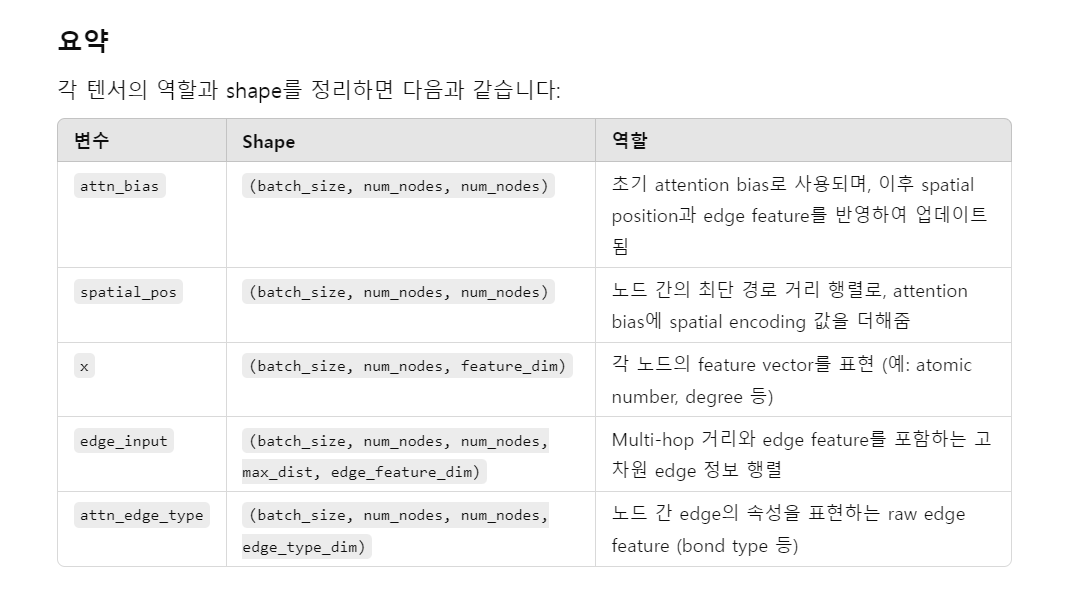 요약
각 텐서의 역할과 shape를 정리하면 다음과 같습니다:
변수 Shape 역할
attn_bias (batch_size, num_nodes, num_nodes) 초기 attention bias로 사용되며, 이후 spatial
position과 edge feature를 반영하여 업데이트
됨
spatial_pos (batch_size, num_nodes, num_nodes) 노드 간의 최단 경로 거리 행렬로, attention
bias에 spatial encoding 값을 더해줌
x (batch_size, num_nodes, feature_dim) 각 노드의 feature vector를 표현 (예: atomic
number, degree 등)
edge_input (batch_size, num_nodes, num_nodes, Multi-hop 거리와 edge feature를 포함하는 고
max_dist, edge_feature_dim) 차원 edge 정보 행렬
attn_edge_type (batch_size, num_nodes, num_nodes, 노드 간 edge의 속성을 표현하는 raw edge
edge_type_dim) feature (bond type 등)